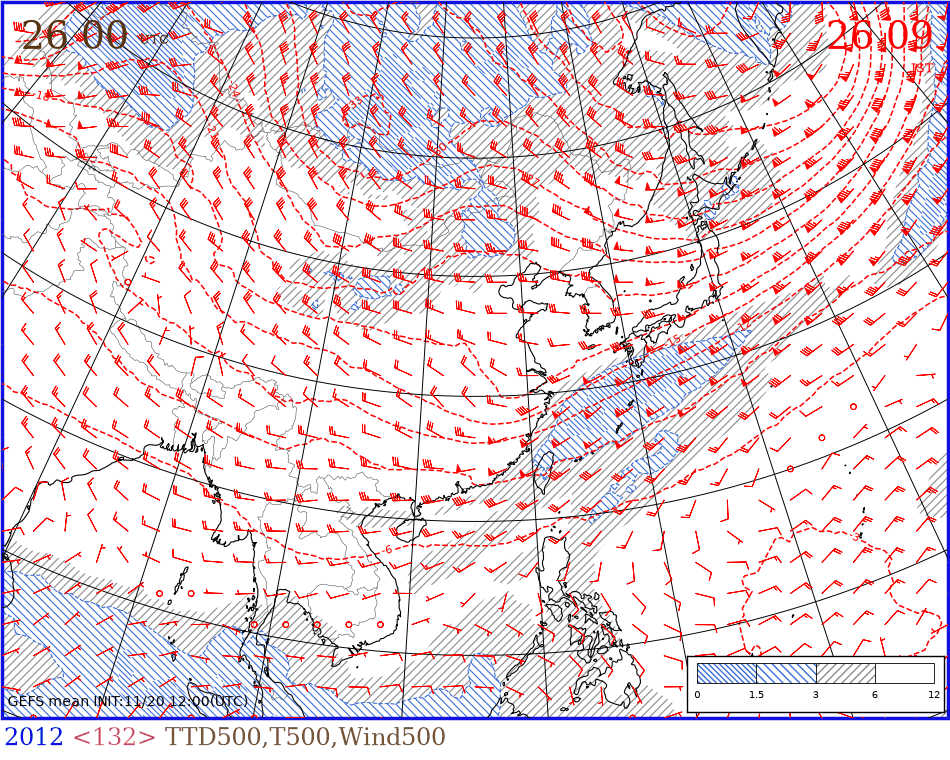 26 00 UTC
26 09
JST
-6
GEFS mean INIT:11/20 12:00(UTC)
0 1.5 3 6 12
2012 <132> TTD500,T500,Wind500